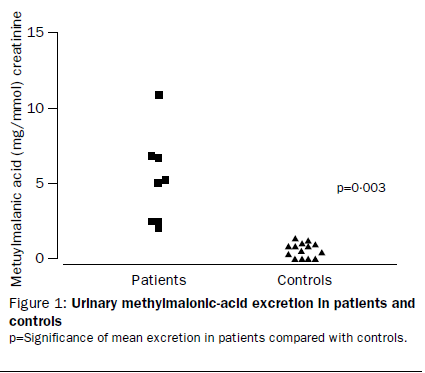 Metuylmalanic acid (mg/mmol) creatinine
15
10
5
0
p=0·003
Patients Controls
Figure 1: Urinary methylmalonic-acid excretion in patients and
controls
p=Significance of mean excretion in patients compared with controls.